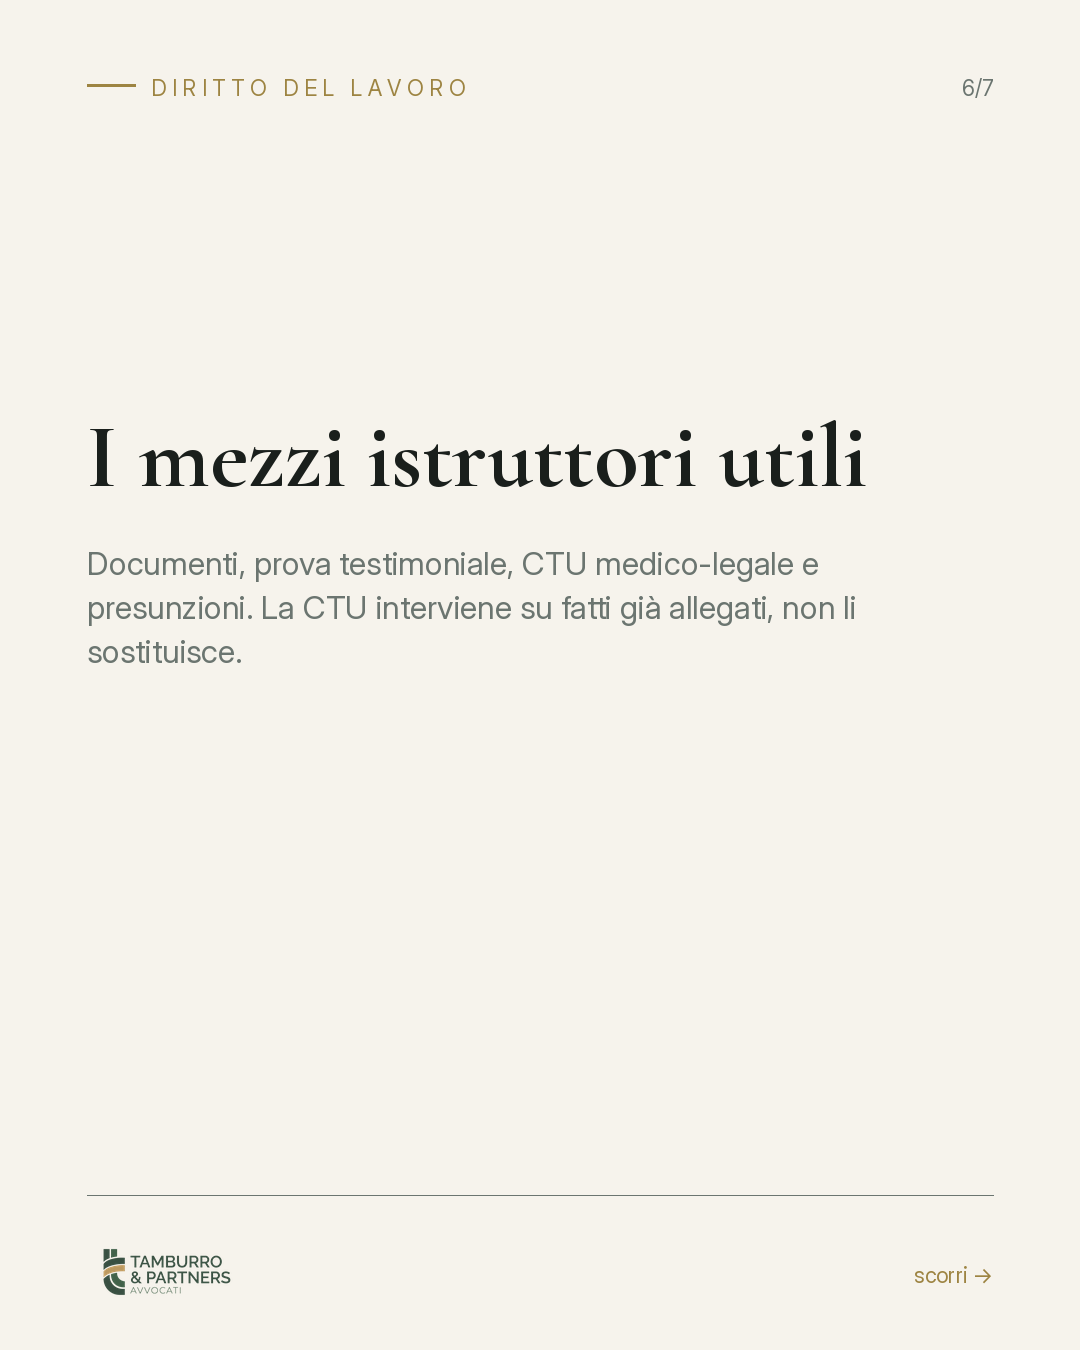 DIRITTO DEL LAVORO
6/7
I mezzi istruttori utili
Documenti, prova testimoniale, CTU medico-legale e
presunzioni. La CTU interviene su fatti già allegati, non li
sostituisce.
TAMBURRO
& PARTNERS
AVVOCATI
scorri →